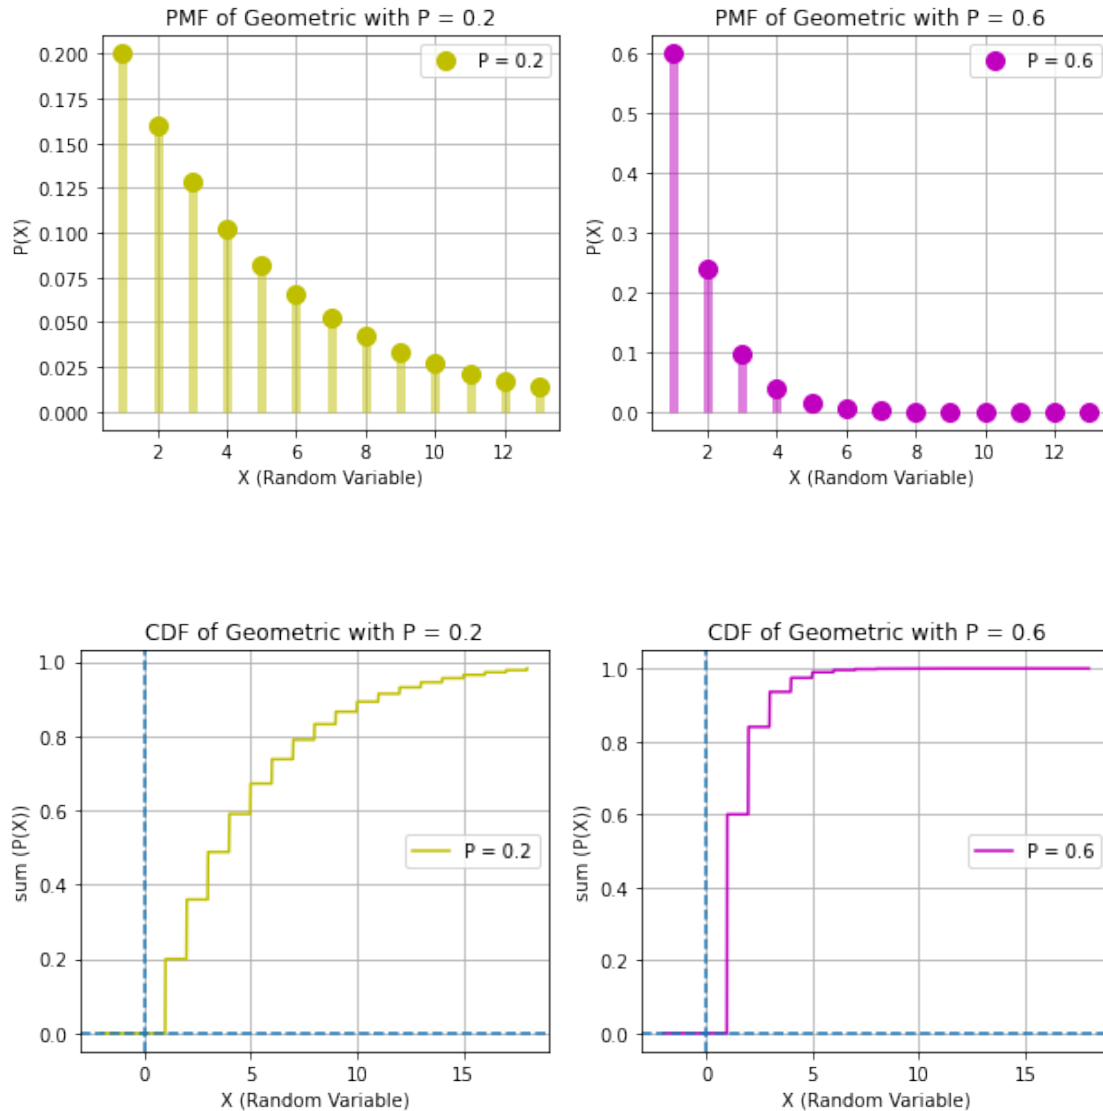 PMF of Geometric with P = 0.2
P = 0.2
0.200
0.175
0.150
0.125
0.100
0.075
0.050
0.025
0.000
P(X)
2 4 6 8 10 12
X (Random Variable)
PMF of Geometric with P = 0.6
P = 0.6
0.6
0.5
0.4
0.3
0.2
0.1
0.0
P(X)
2 4 6 8 10 12
X (Random Variable)
CDF of Geometric with P = 0.2
1.0
0.8
0.6
0.4
0.2
0.0
sum (P(X))
P = 0.2
0 5 10 15
X (Random Variable)
CDF of Geometric with P = 0.6
1.0
0.8
0.6
0.4
0.2
0.0
sum (P(X))
P = 0.6
0 5 10 15
X (Random Variable)